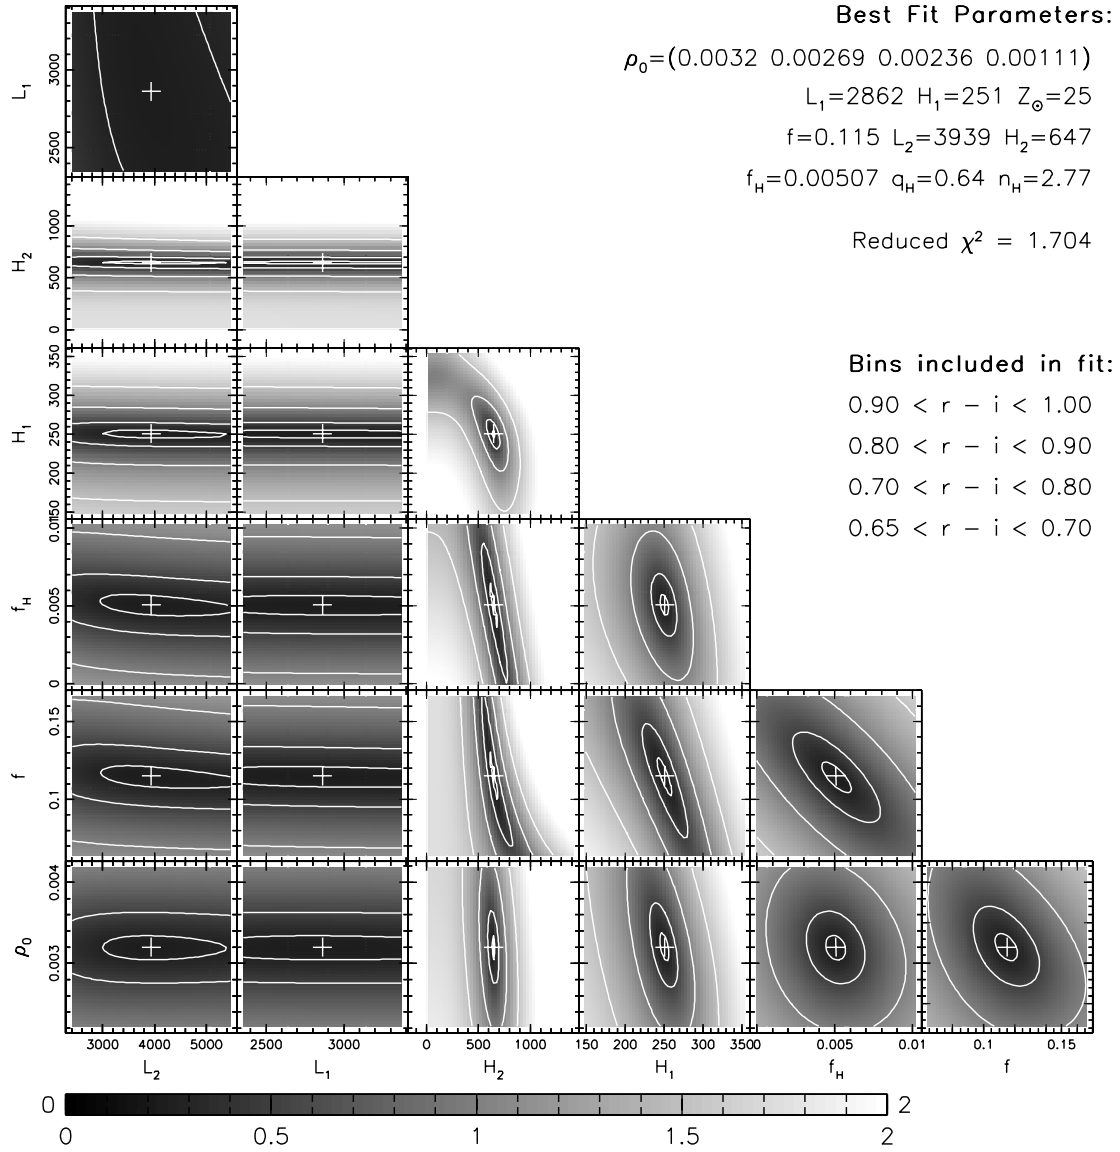 Best Fit Parameters:
ρ₀=(0.0032 0.00269 0.00236 0.00111)
L₁=2862 H₁=251 Z☉=25
f=0.115 L₂=3939 H₂=647
f_H=0.00507 q_H=0.64 n_H=2.77
Reduced χ² = 1.704
Bins included in fit:
0.90 < r − i < 1.00
0.80 < r − i < 0.90
0.70 < r − i < 0.80
0.65 < r − i < 0.70
L₁
3000
2500
H₂
1000
500
0
H₁
350
300
250
200
150
f_H
0.01
0.005
0
f
0.15
0.1
ρ₀
0.004
0.003
3000 4000 5000
2500 3000
0 500 1000
150 200 250 300 350
0 0.005 0.01
0.1 0.15
L₂ L₁ H₂ H₁ f_H f
0 2
0 0.5 1 1.5 2